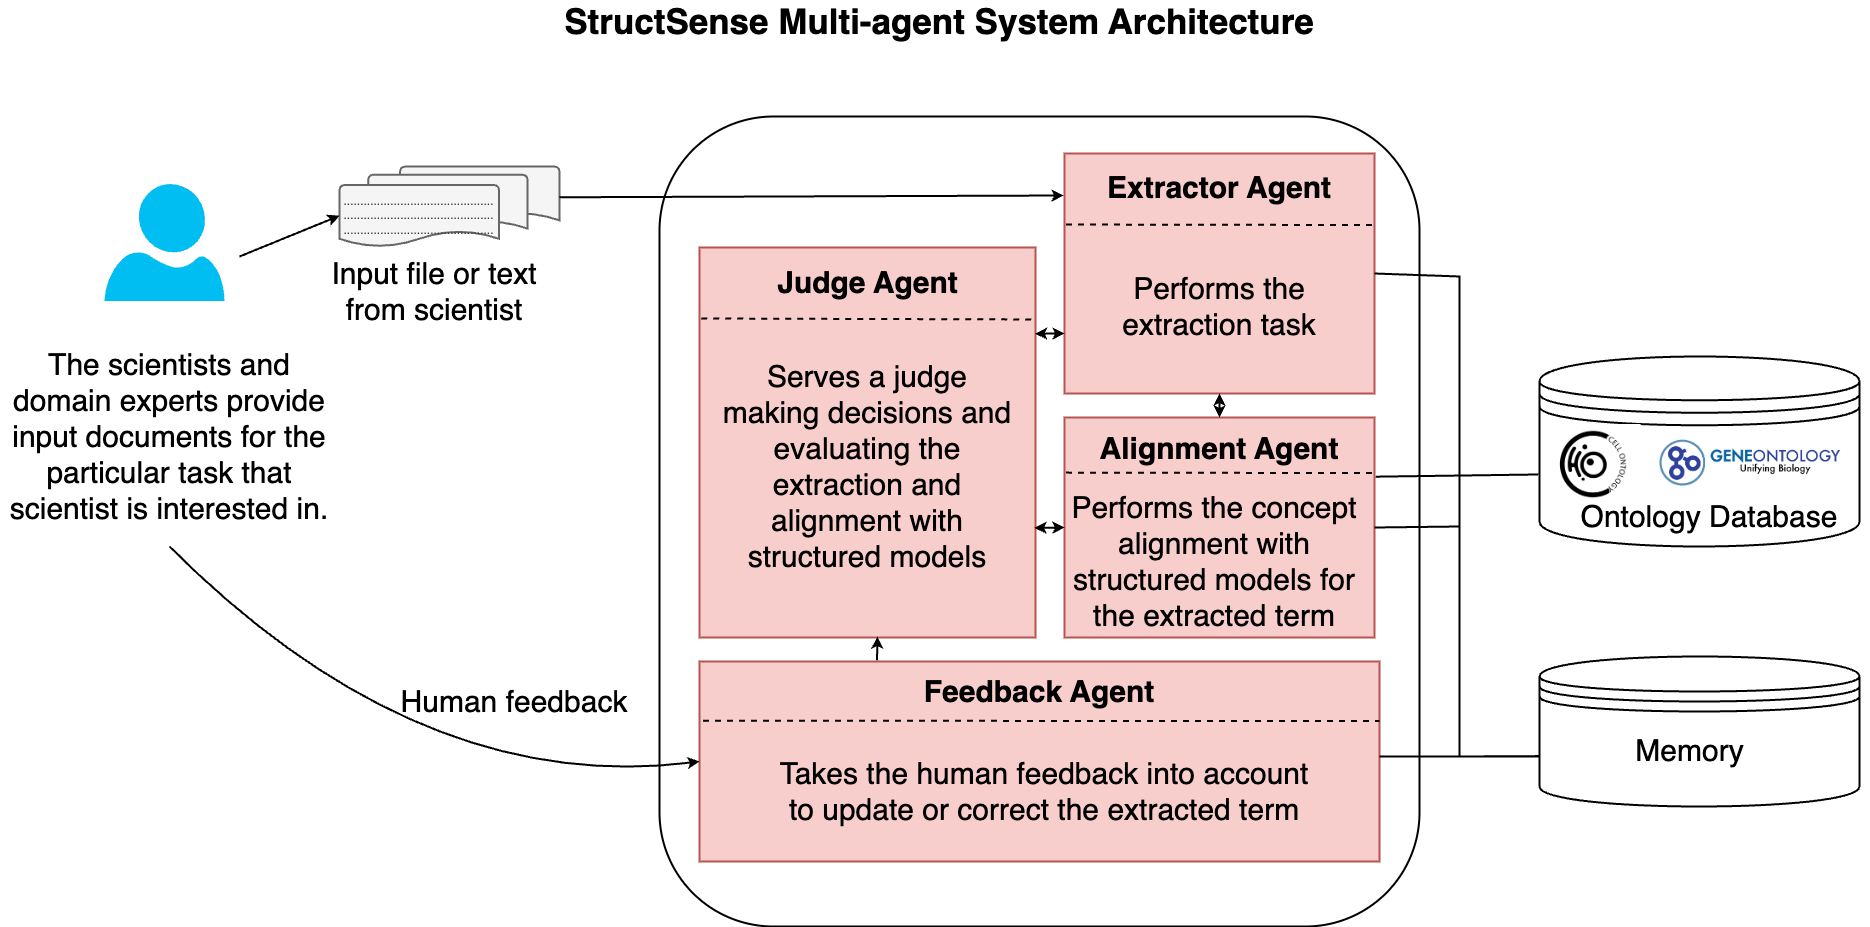 StructSense Multi-agent System Architecture
Input file or text
from scientist
The scientists and
domain experts provide
input documents for the
particular task that
scientist is interested in.
Human feedback
Extractor Agent
Performs the
extraction task
Judge Agent
Serves a judge
making decisions and
evaluating the
extraction and
alignment with
structured models
Alignment Agent
Performs the concept
alignment with
structured models for
the extracted term
Feedback Agent
Takes the human feedback into account
to update or correct the extracted term
CELL ONTOLOGY
GENEONTOLOGY
Unifying Biology
Ontology Database
Memory